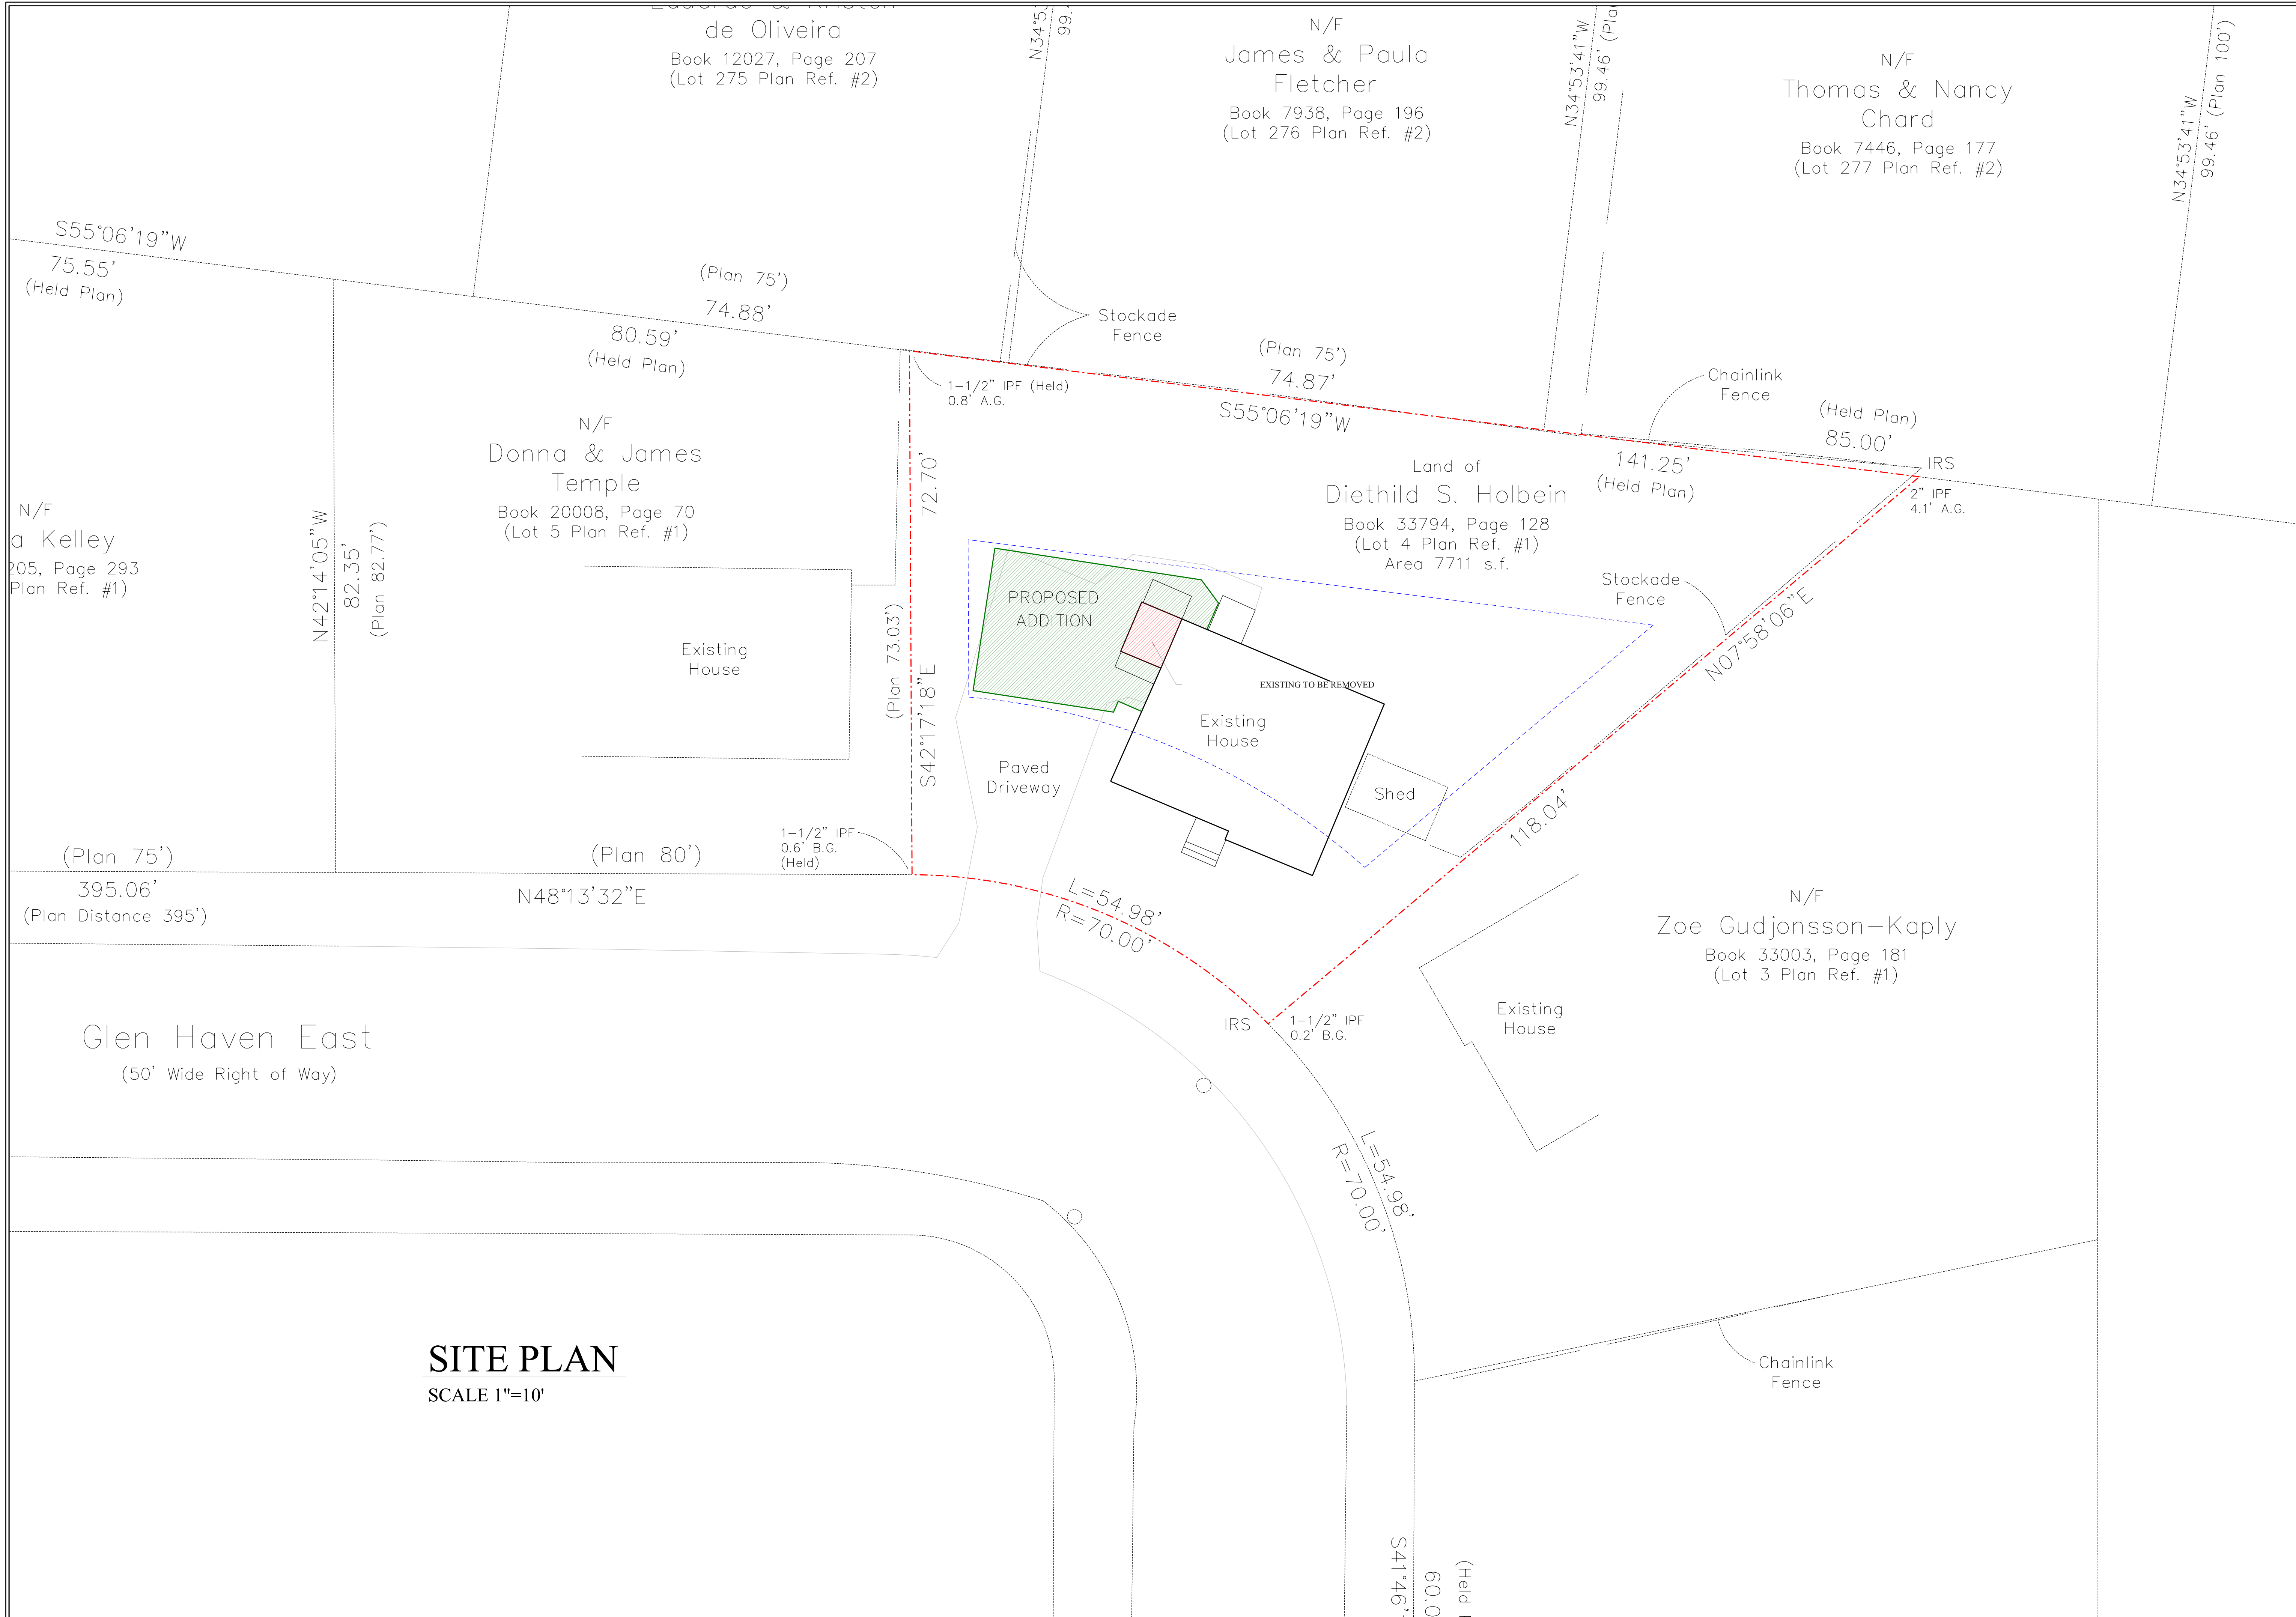 de Oliveira
Book 12027, Page 207
(Lot 275 Plan Ref. #2)
N/F
James & Paula
Fletcher
Book 7938, Page 196
(Lot 276 Plan Ref. #2)
N34°53'41"W
N/F
Thomas & Nancy
Chard
Book 7446, Page 177
(Lot 277 Plan Ref. #2)
N34°53'41"W
99.46' (Plan 100')
S55°06'19"W
75.55'
(Held Plan)
(Plan 75')
74.88'
80.59'
(Held Plan)
Stockade
Fence
1-1/2" IPF (Held)
0.8' A.G.
(Plan 75')
74.87'
S55°06'19"W
Chainlink
Fence
(Held Plan)
85.00'
141.25'
(Held Plan)
IRS
2" IPF
4.1' A.G.
N/F
Donna & James
Temple
Book 20008, Page 70
(Lot 5 Plan Ref. #1)
N/F
a Kelley
205, Page 293
Plan Ref. #1)
N42°14'05"W
82.35'
(Plan 82.77')
72.70'
(Plan 73.03')
S42°17'18"E
Land of
Diethild S. Holbein
Book 33794, Page 128
(Lot 4 Plan Ref. #1)
Area 7711 s.f.
Stockade
Fence
N07°58'06"E
118.04'
PROPOSED
ADDITION
Existing
House
EXISTING TO BE REMOVED
Existing
House
Paved
Driveway
Shed
1-1/2" IPF
0.6' B.G.
(Held)
(Plan 75')
395.06'
(Plan Distance 395')
(Plan 80')
N48°13'32"E
L=54.98'
R=70.00'
N/F
Zoe Gudjonsson-Kaply
Book 33003, Page 181
(Lot 3 Plan Ref. #1)
Existing
House
IRS
1-1/2" IPF
0.2' B.G.
Glen Haven East
(50' Wide Right of Way)
L=54.98'
R=70.00'
Chainlink
Fence
SITE PLAN
SCALE 1"=10'
S41°46'
60.0
(Held